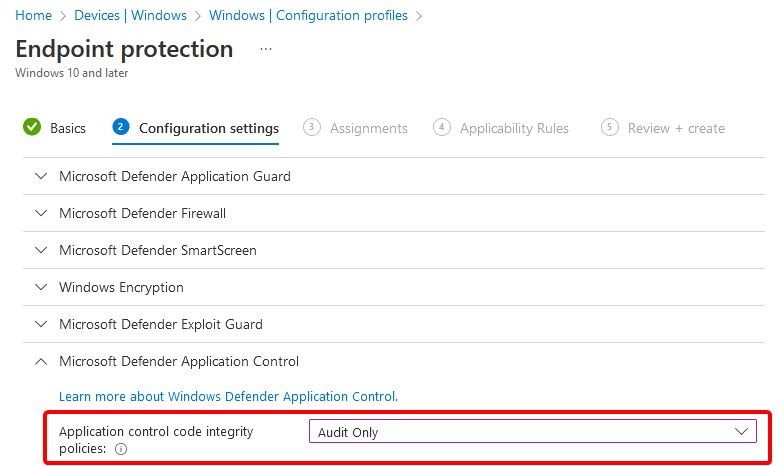 Home > Devices | Windows > Windows | Configuration profiles >
Endpoint protection ...
Windows 10 and later
Basics 2 Configuration settings 3 Assignments 4 Applicability Rules 5 Review + create
Microsoft Defender Application Guard
Microsoft Defender Firewall
Microsoft Defender SmartScreen
Windows Encryption
Microsoft Defender Exploit Guard
Microsoft Defender Application Control
Learn more about Windows Defender Application Control.
Application control code integrity Audit Only
policies: